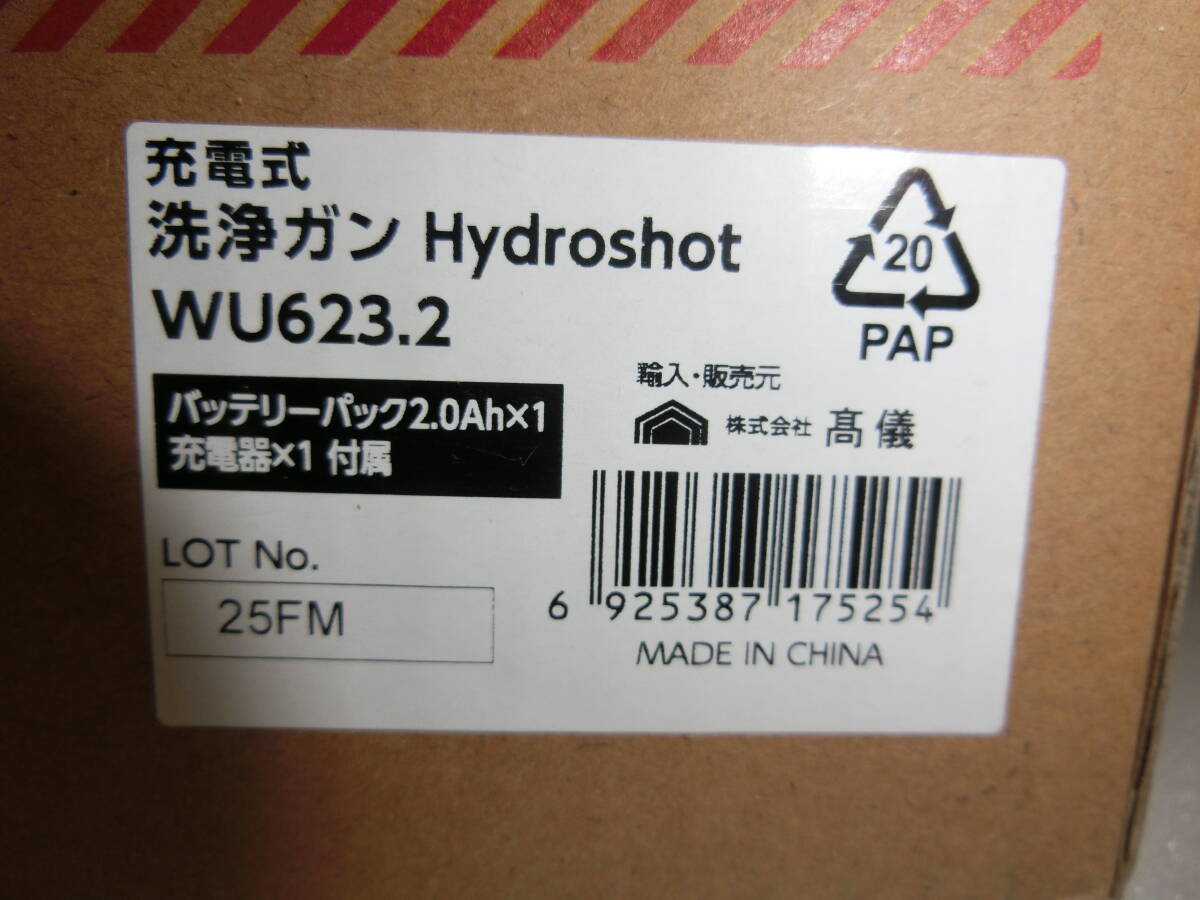 充電式
洗浄ガン Hydroshot
WU623.2
バッテリーパック2.0Ah×1
充電器×1 付属
LOT No.
25FM
20
PAP
輸入・販売元
株式会社 髙儀
6 925387 175254
MADE IN CHINA